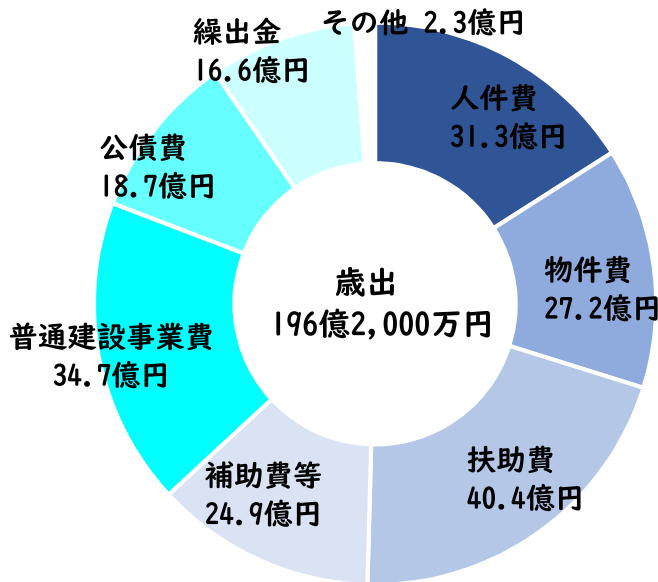 その他 2.3億円
人件費
31.3億円
物件費
27.2億円
扶助費
40.4億円
補助費等
24.9億円
普通建設事業費
34.7億円
公債費
18.7億円
繰出金
16.6億円
歳出
196億2,000万円